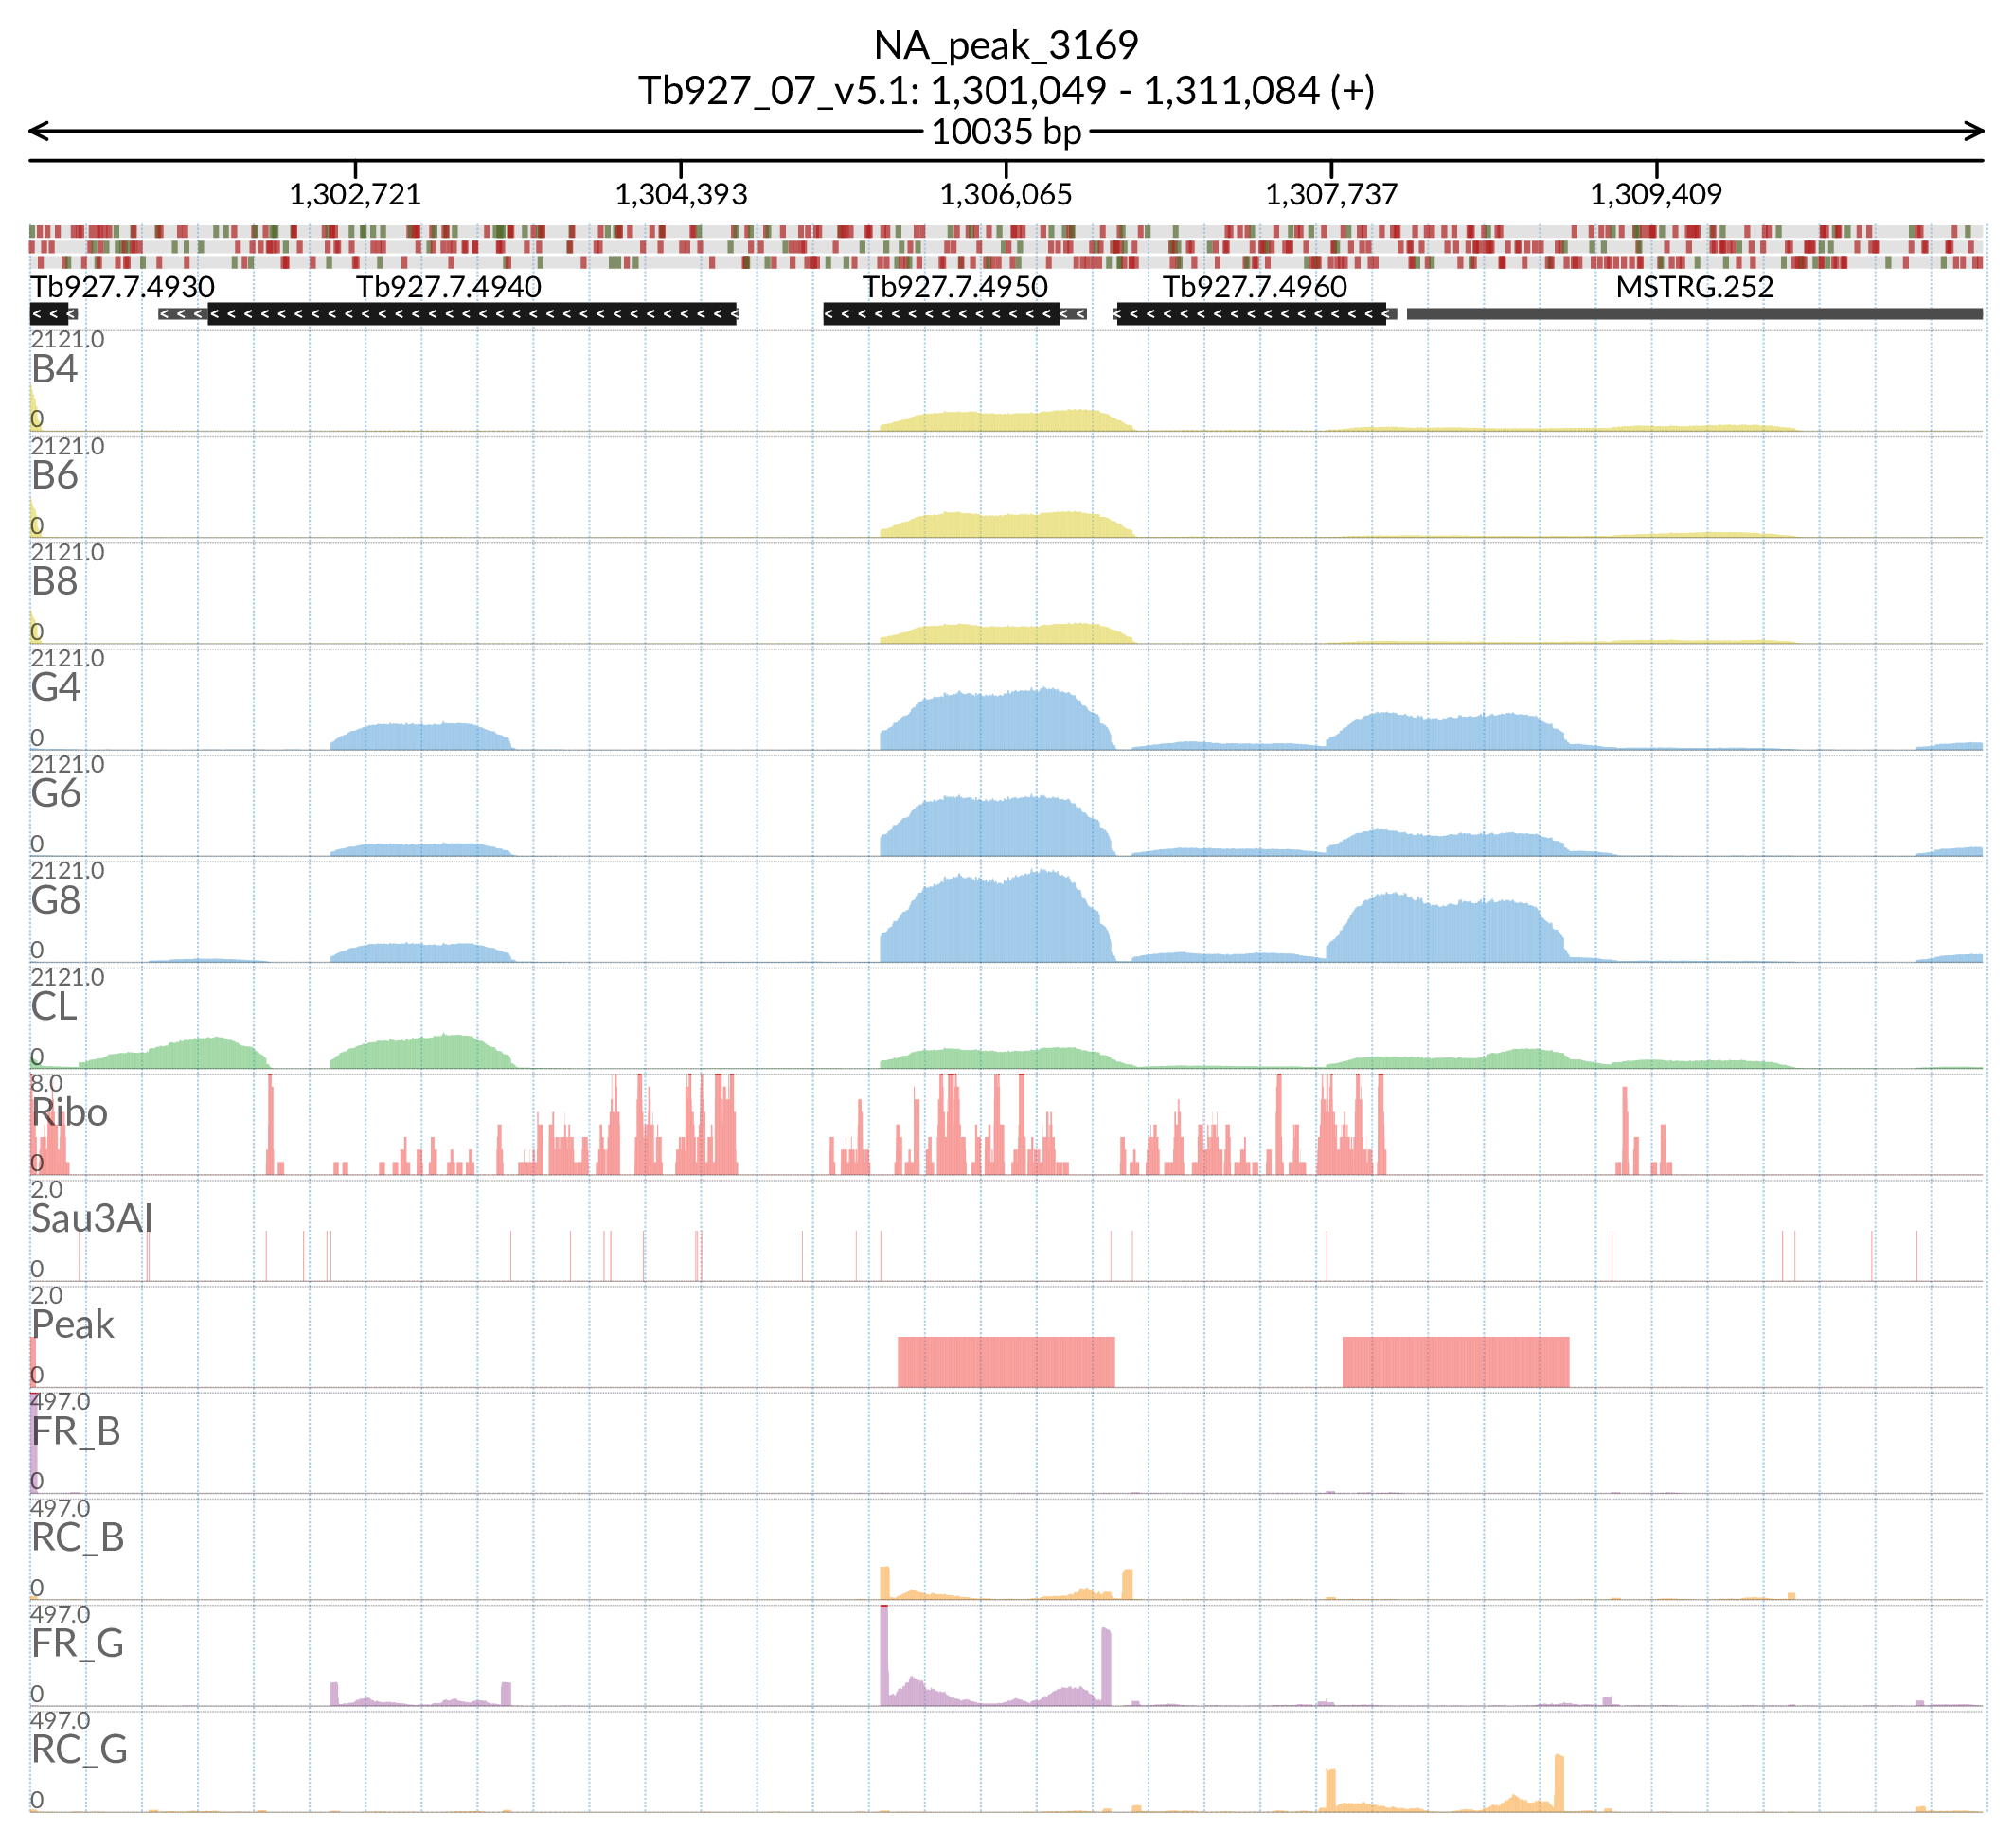 NA_peak_3169
Tb927_07_v5.1: 1,301,049 - 1,311,084 (+)
10035 bp
1,302,721 1,304,393 1,306,065 1,307,737 1,309,409
Tb927.7.4930 Tb927.7.4940 Tb927.7.4950 Tb927.7.4960 MSTRG.252
2121.0
B4
0
2121.0
B6
0
2121.0
B8
0
2121.0
G4
0
2121.0
G6
0
2121.0
G8
0
2121.0
CL
0
8.0
Ribo
0
2.0
Sau3AI
0
2.0
Peak
0
497.0
FR_B
0
497.0
RC_B
0
497.0
FR_G
0
497.0
RC_G
0